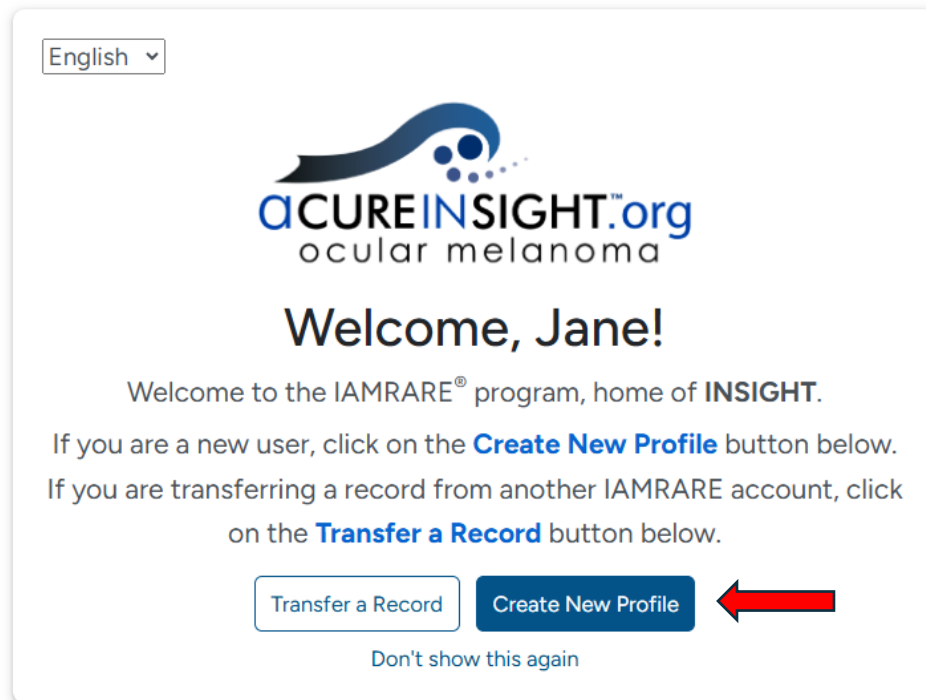 English
aCUREINSIGHT™.org
ocular melanoma
Welcome, Jane!
Welcome to the IAMRARE® program, home of INSIGHT.
If you are a new user, click on the Create New Profile button below.
If you are transferring a record from another IAMRARE account, click
on the Transfer a Record button below.
Transfer a Record
Create New Profile
Don't show this again